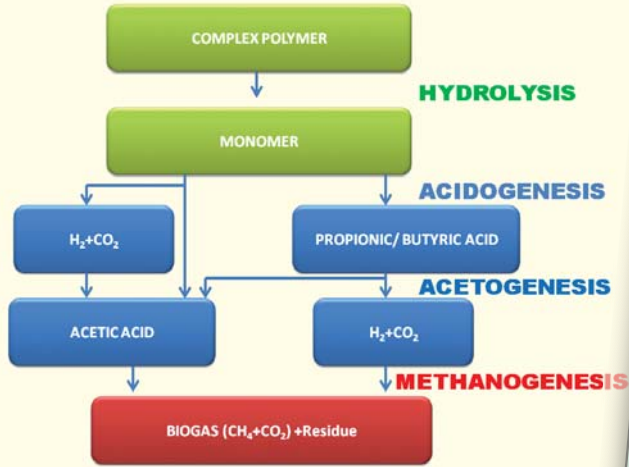 COMPLEX POLYMER
HYDROLYSIS
MONOMER
ACIDOGENESIS
H₂+CO₂
PROPIONIC/ BUTYRIC ACID
ACETOGENESIS
ACETIC ACID
H₂+CO₂
METHANOGENESIS
BIOGAS (CH₄+CO₂) +Residue